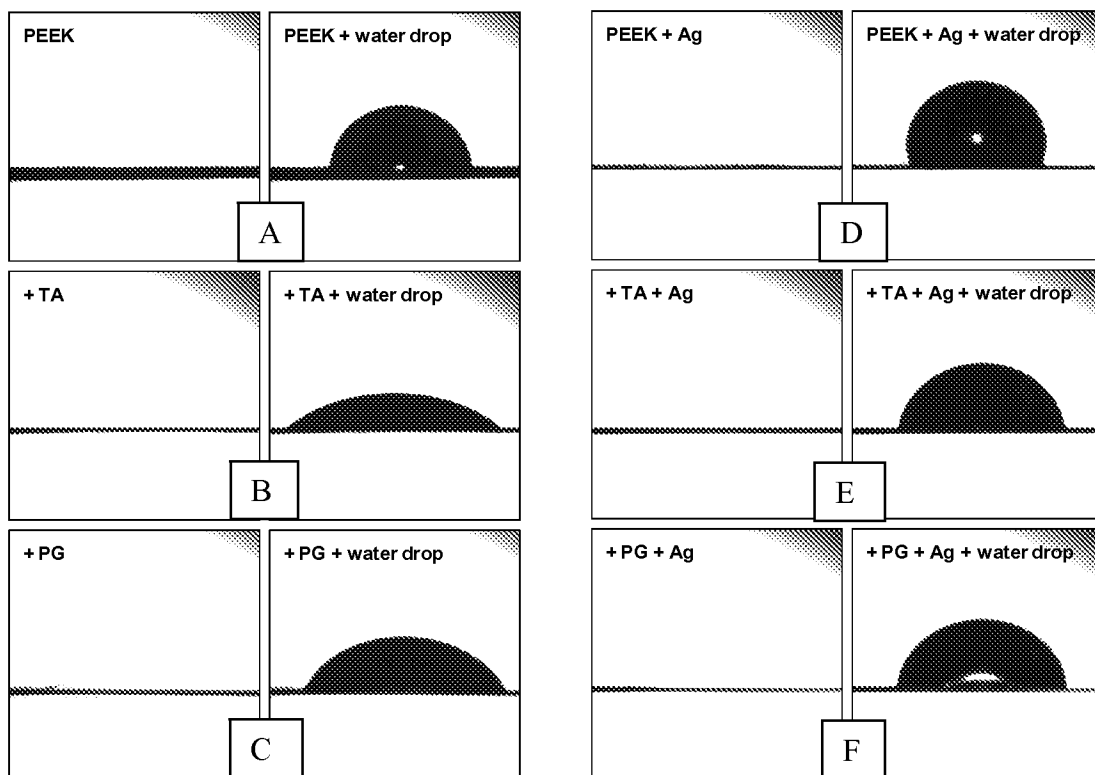 PEEK
PEEK + water drop
A
+ TA
+ TA + water drop
B
+ PG
+ PG + water drop
C
PEEK + Ag
PEEK + Ag + water drop
D
+ TA + Ag
+ TA + Ag + water drop
E
+ PG + Ag
+ PG + Ag + water drop
F